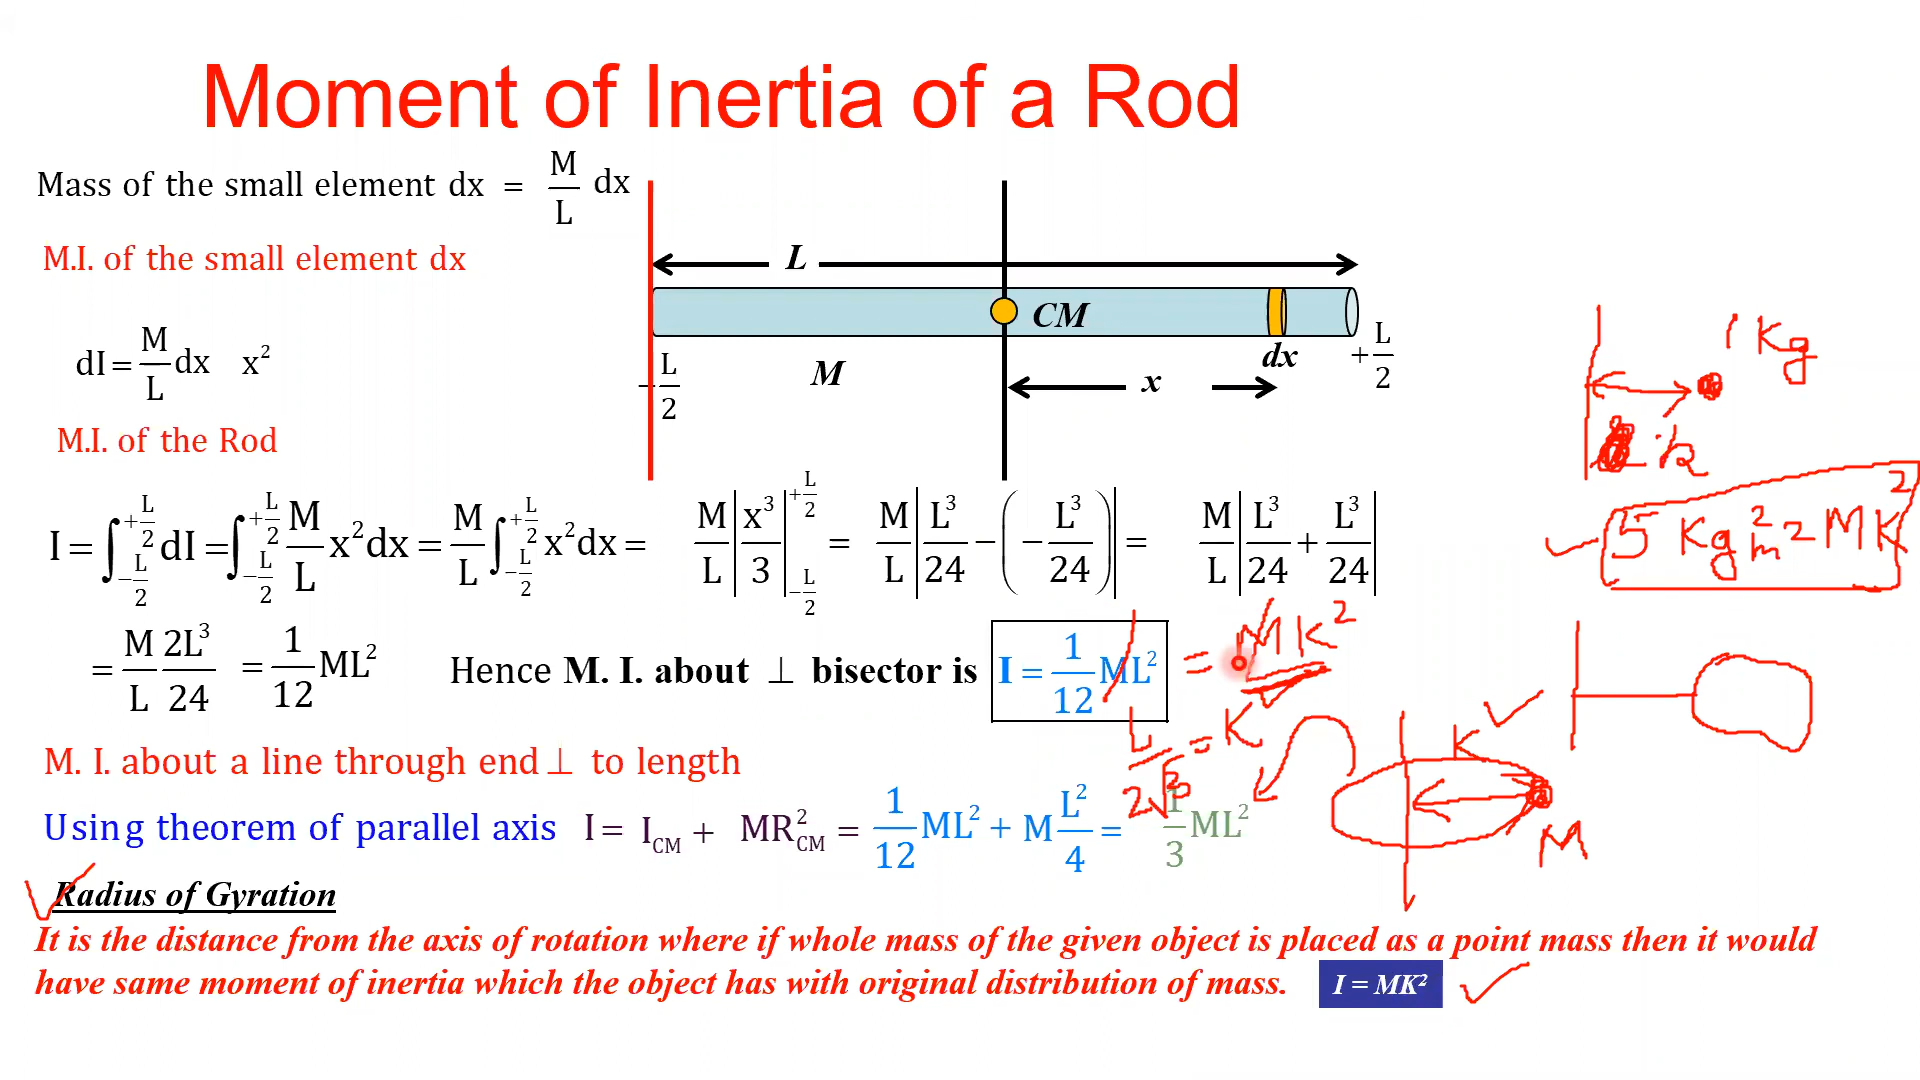 Moment of Inertia of a Rod
Mass of the small element dx = M/L dx
M.I. of the small element dx
L
CM
dI = M/L dx x²
-L/2
M
x
dx
+L/2
1 Kg
M.I. of the Rod
5 Kg m² = MK²
I = ∫_{-L/2}^{+L/2} dI = ∫_{-L/2}^{+L/2} M/L x²dx = M/L ∫_{-L/2}^{+L/2} x²dx = M/L |x³/3|_{-L/2}^{+L/2} = M/L |L³/24 - (-L³/24)| = M/L |L³/24 + L³/24|
= M/L 2L³/24 = 1/12 ML² Hence M. I. about ⊥ bisector is I = 1/12 ML² = MK²
L/2√3 = K
K
M
M. I. about a line through end ⊥ to length
Using theorem of parallel axis I = I_CM + MR²_CM = 1/12 ML² + M L²/4 = 1/3 ML²
Radius of Gyration
It is the distance from the axis of rotation where if whole mass of the given object is placed as a point mass then it would
have same moment of inertia which the object has with original distribution of mass. I = MK²